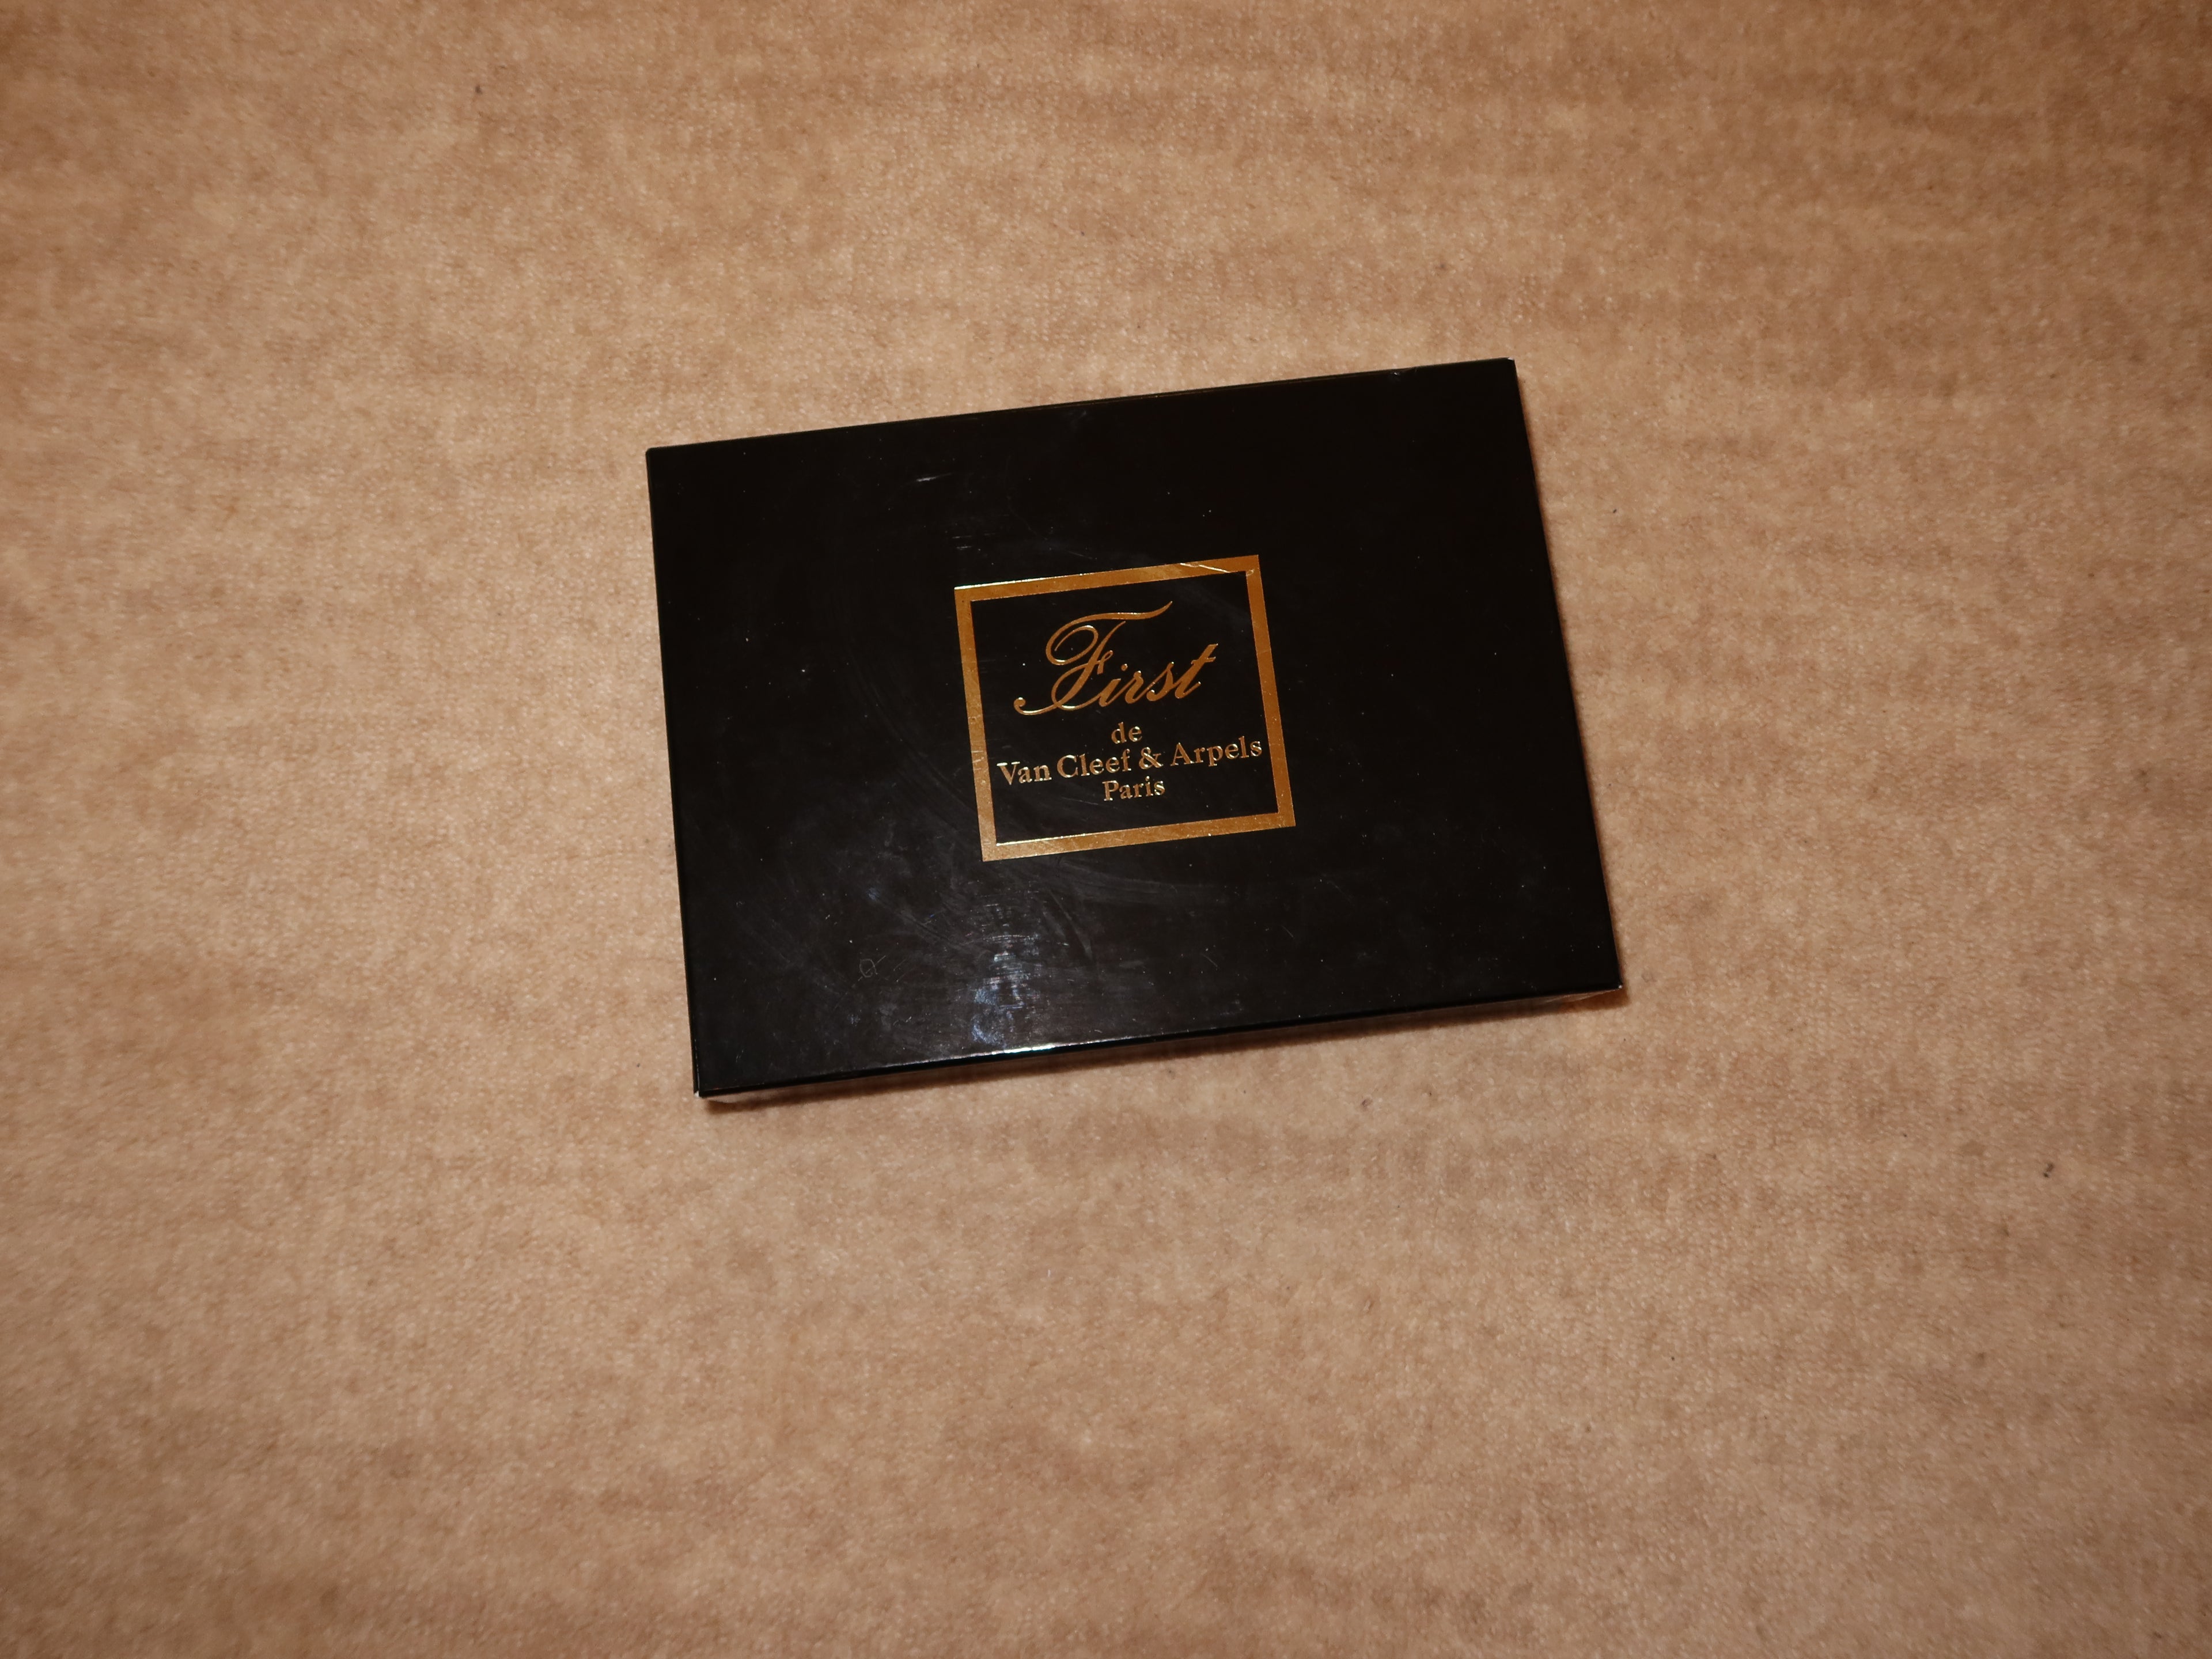 First
de
Van Cleef & Arpels
Paris